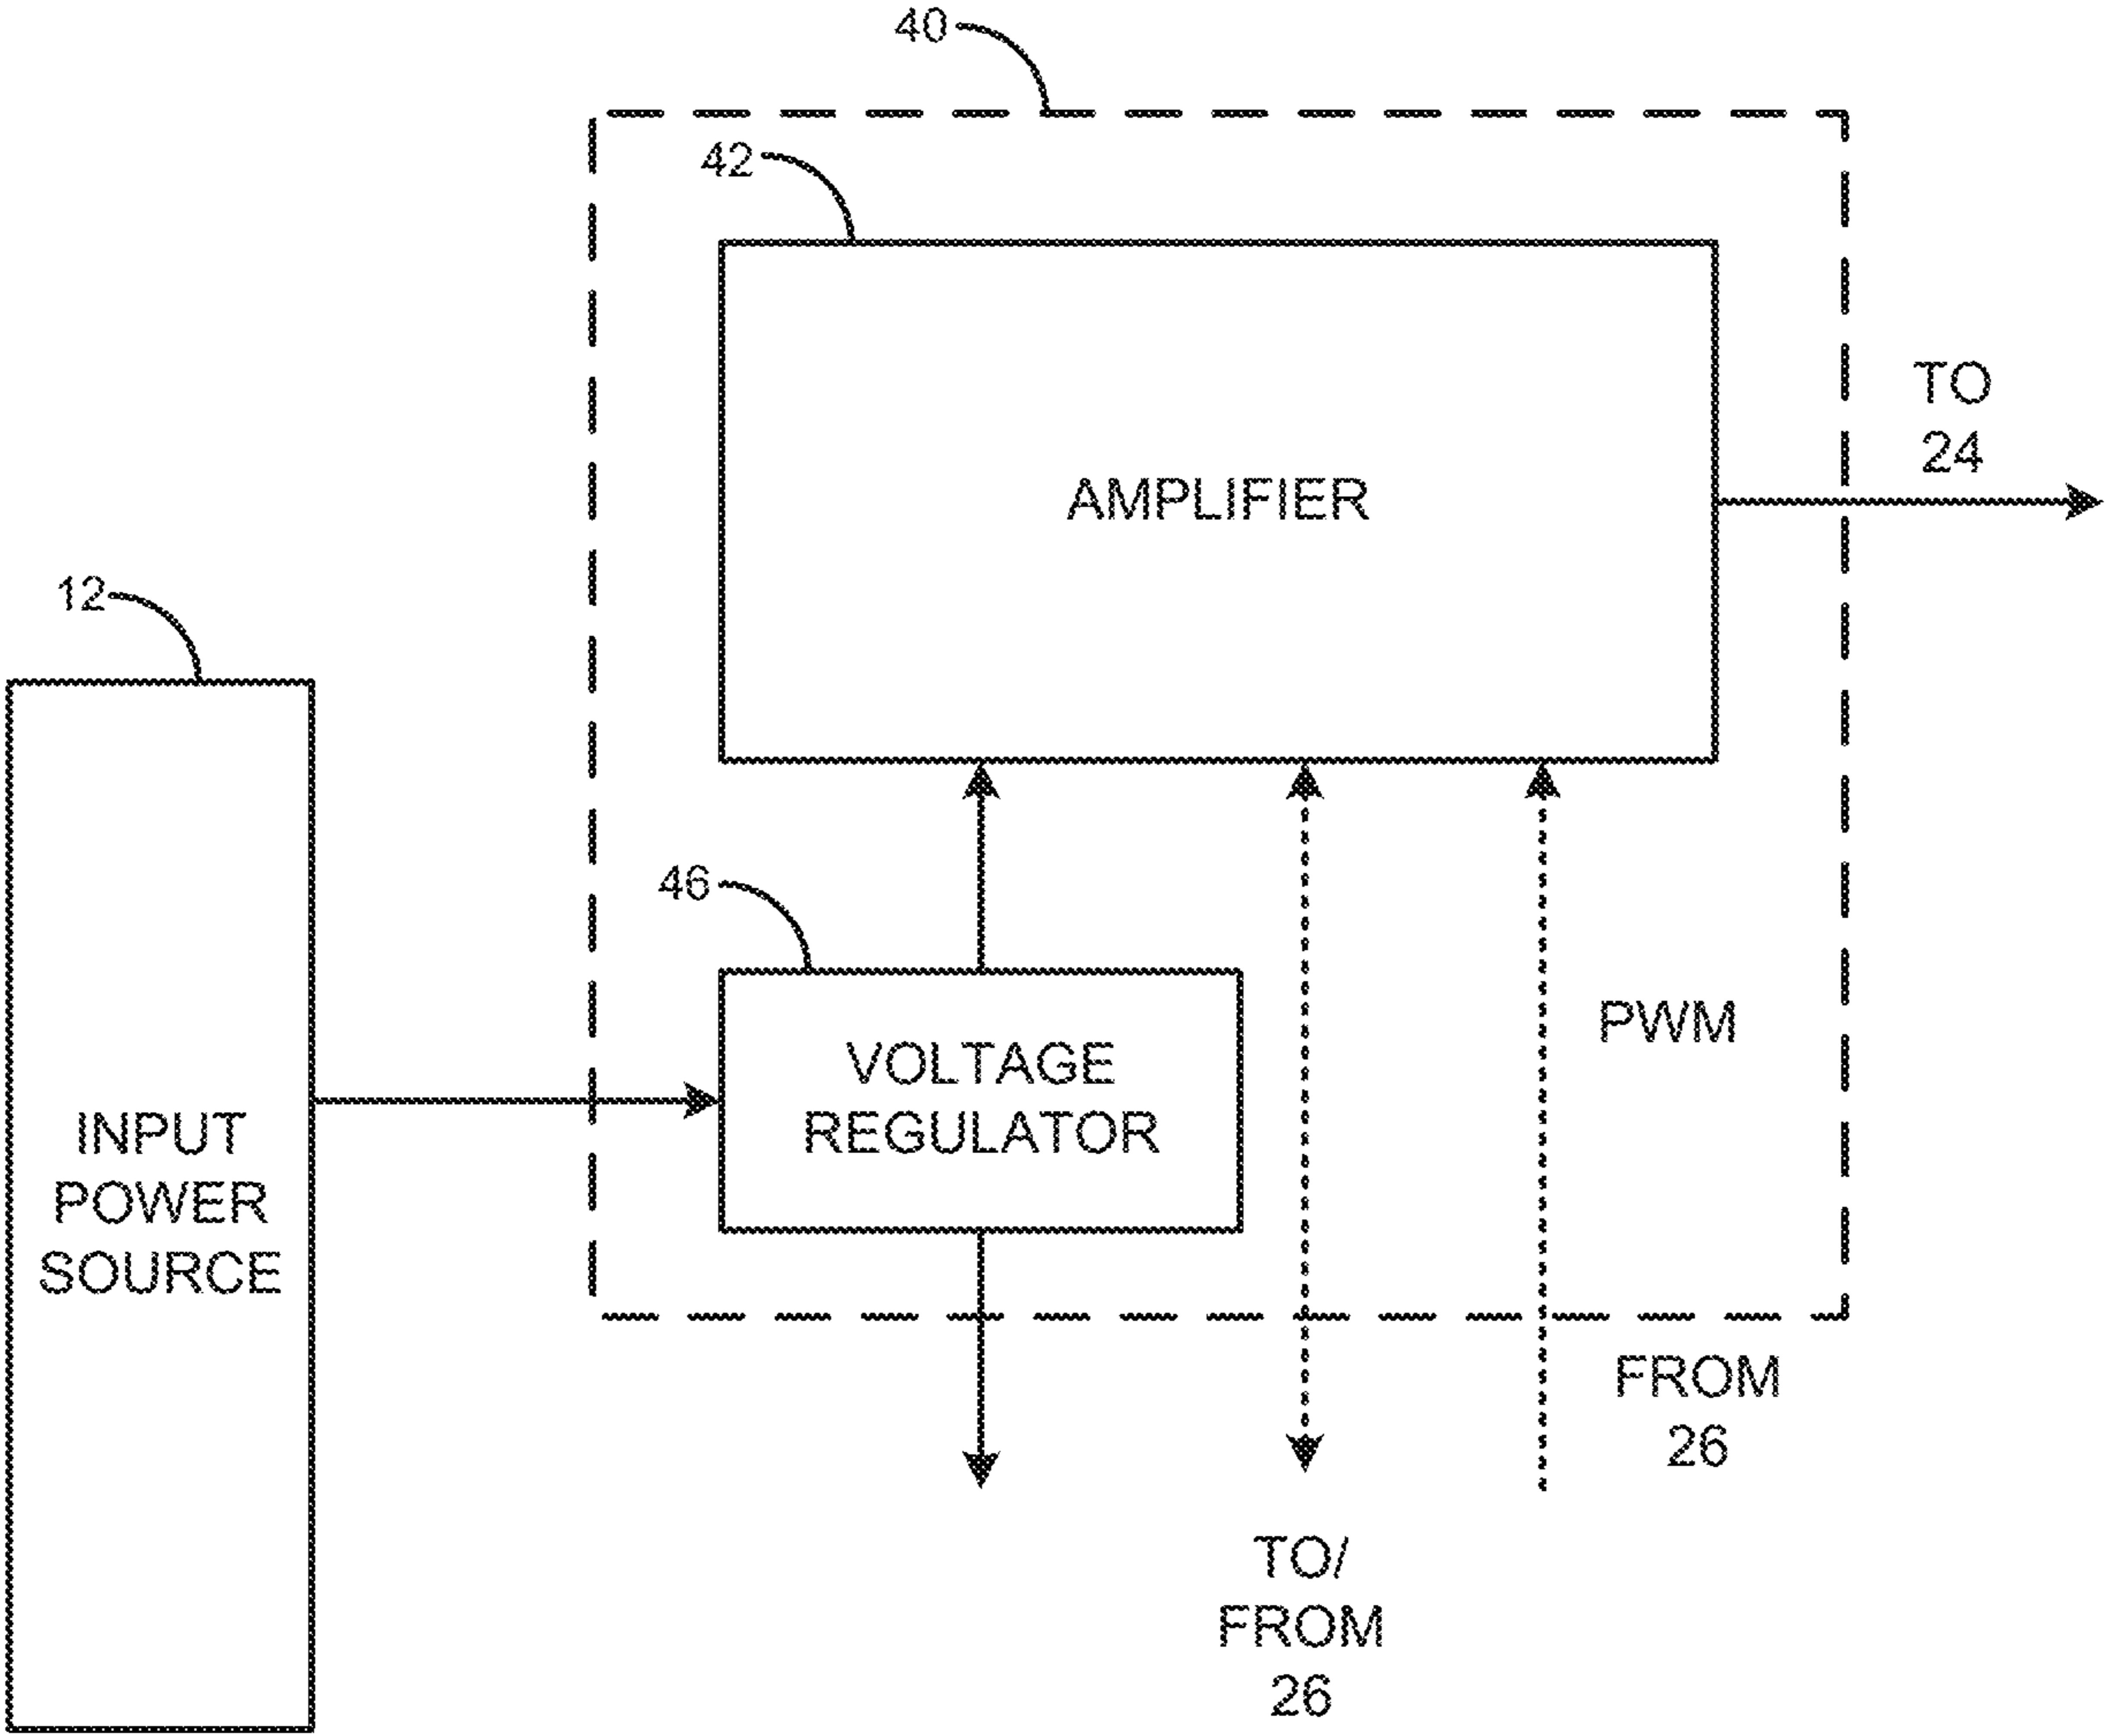 40
42
AMPLIFIER
TO
24
12
46
VOLTAGE
REGULATOR
PWM
INPUT
POWER
SOURCE
FROM
26
TO/
FROM
26